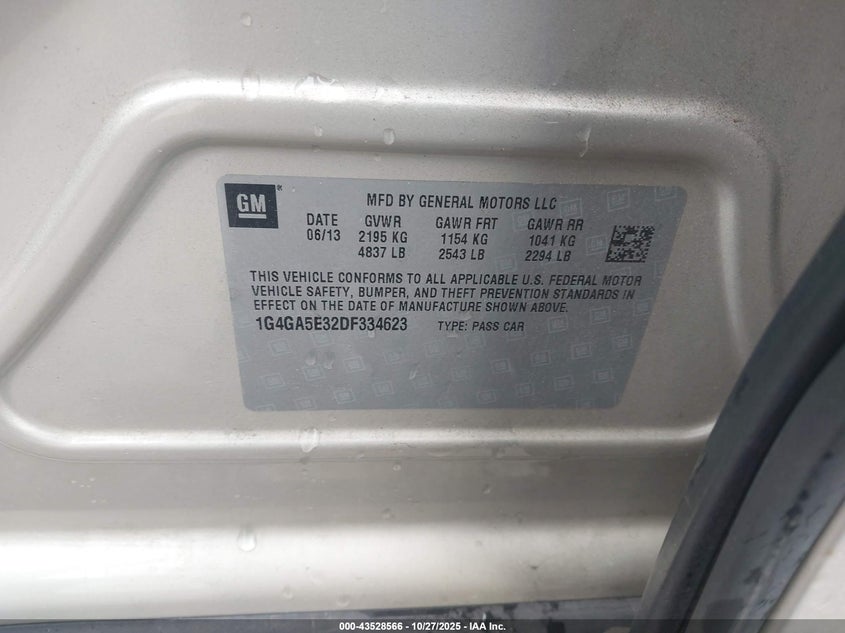 GM
®
MFD BY GENERAL MOTORS LLC
DATE GVWR GAWR FRT GAWR RR
06/13 2195 KG 1154 KG 1041 KG
4837 LB 2543 LB 2294 LB
THIS VEHICLE CONFORMS TO ALL APPLICABLE U.S. FEDERAL MOTOR
VEHICLE SAFETY, BUMPER, AND THEFT PREVENTION STANDARDS IN
EFFECT ON THE DATE OF MANUFACTURE SHOWN ABOVE.
1G4GA5E32DF334623 TYPE: PASS CAR
000-43528566 | 10/27/2025 | IAA Inc.